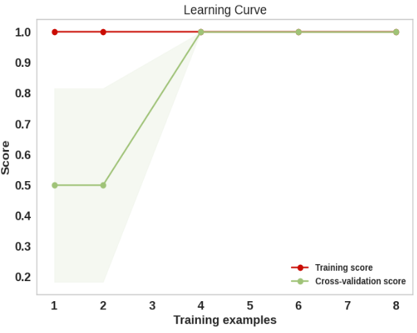 Learning Curve
1.0
0.9
0.8
0.7
0.6
0.5
0.4
0.3
0.2
Score
Training score
Cross-validation score
1 2 3 4 5 6 7 8
Training examples